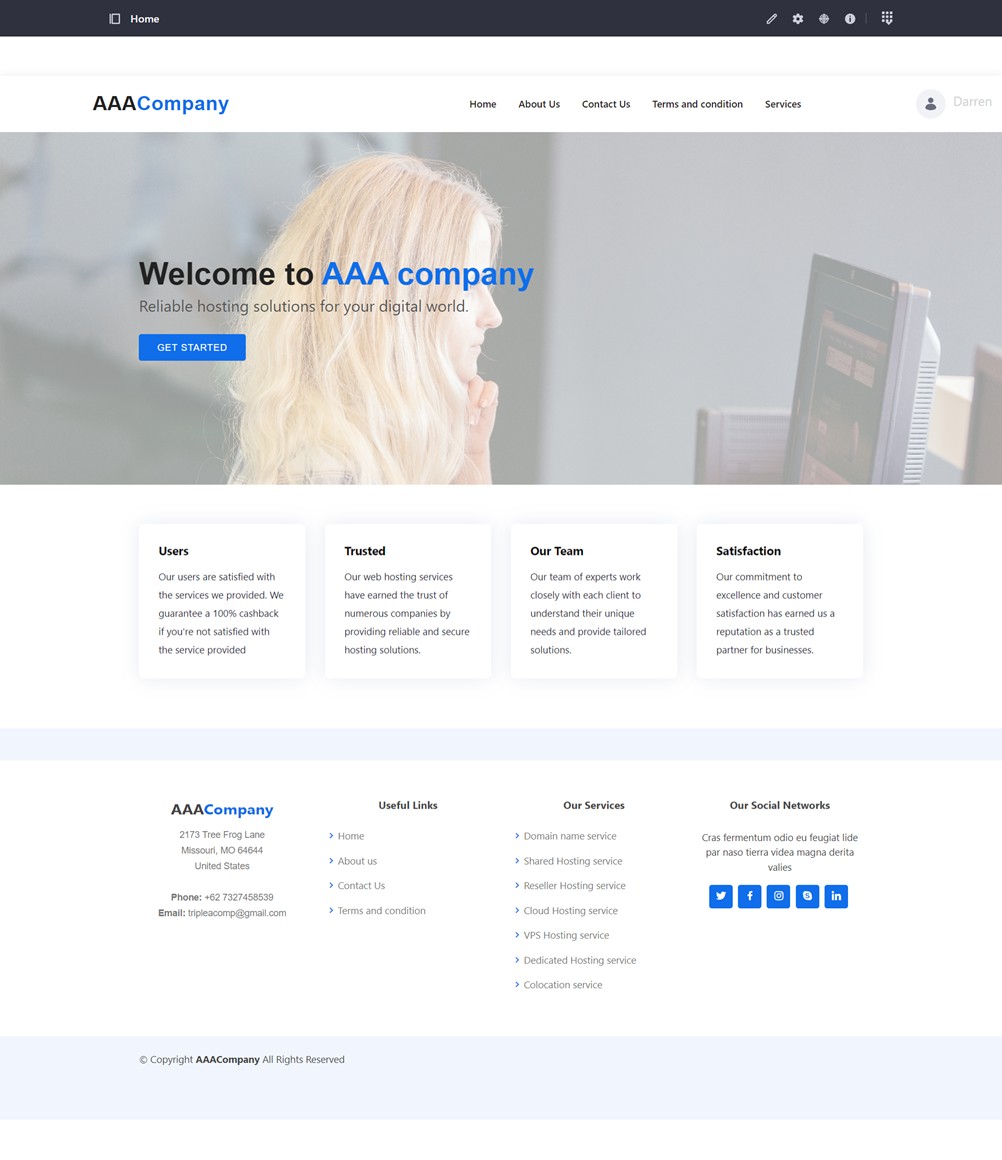 Home
AAACompany
Home About Us Contact Us Terms and condition Services
Darren
Welcome to AAA company
Reliable hosting solutions for your digital world.
GET STARTED
Users
Our users are satisfied with
the services we provided. We
guarantee a 100% cashback
if you're not satisfied with
the service provided
Trusted
Our web hosting services
have earned the trust of
numerous companies by
providing reliable and secure
hosting solutions.
Our Team
Our team of experts work
closely with each client to
understand their unique
needs and provide tailored
solutions.
Satisfaction
Our commitment to
excellence and customer
satisfaction has earned us a
reputation as a trusted
partner for businesses.
AAACompany
2173 Tree Frog Lane
Missouri, MO 64644
United States
Phone: +62 7327458539
Email: tripleacomp@gmail.com
Useful Links
Home
About us
Contact Us
Terms and condition
Our Services
Domain name service
Shared Hosting service
Reseller Hosting service
Cloud Hosting service
VPS Hosting service
Dedicated Hosting service
Colocation service
Our Social Networks
Cras fermentum odio eu feugiat lide
par naso tierra videa magna derita
valies
© Copyright AAACompany All Rights Reserved